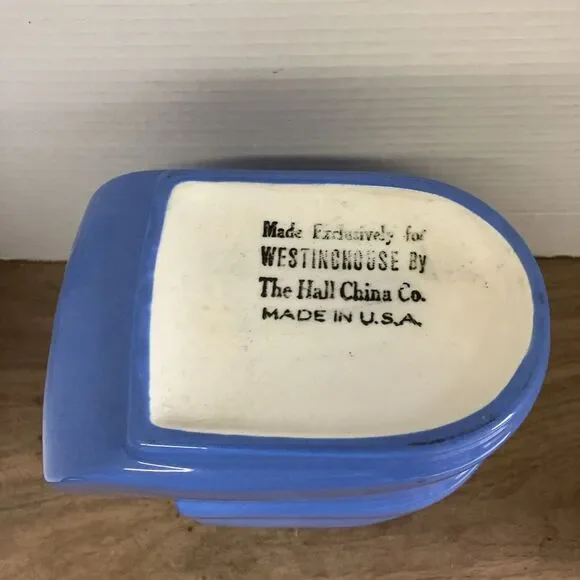 Made Exclusively for
WESTINGHOUSE By
The Hall China Co.
MADE IN U.S.A.